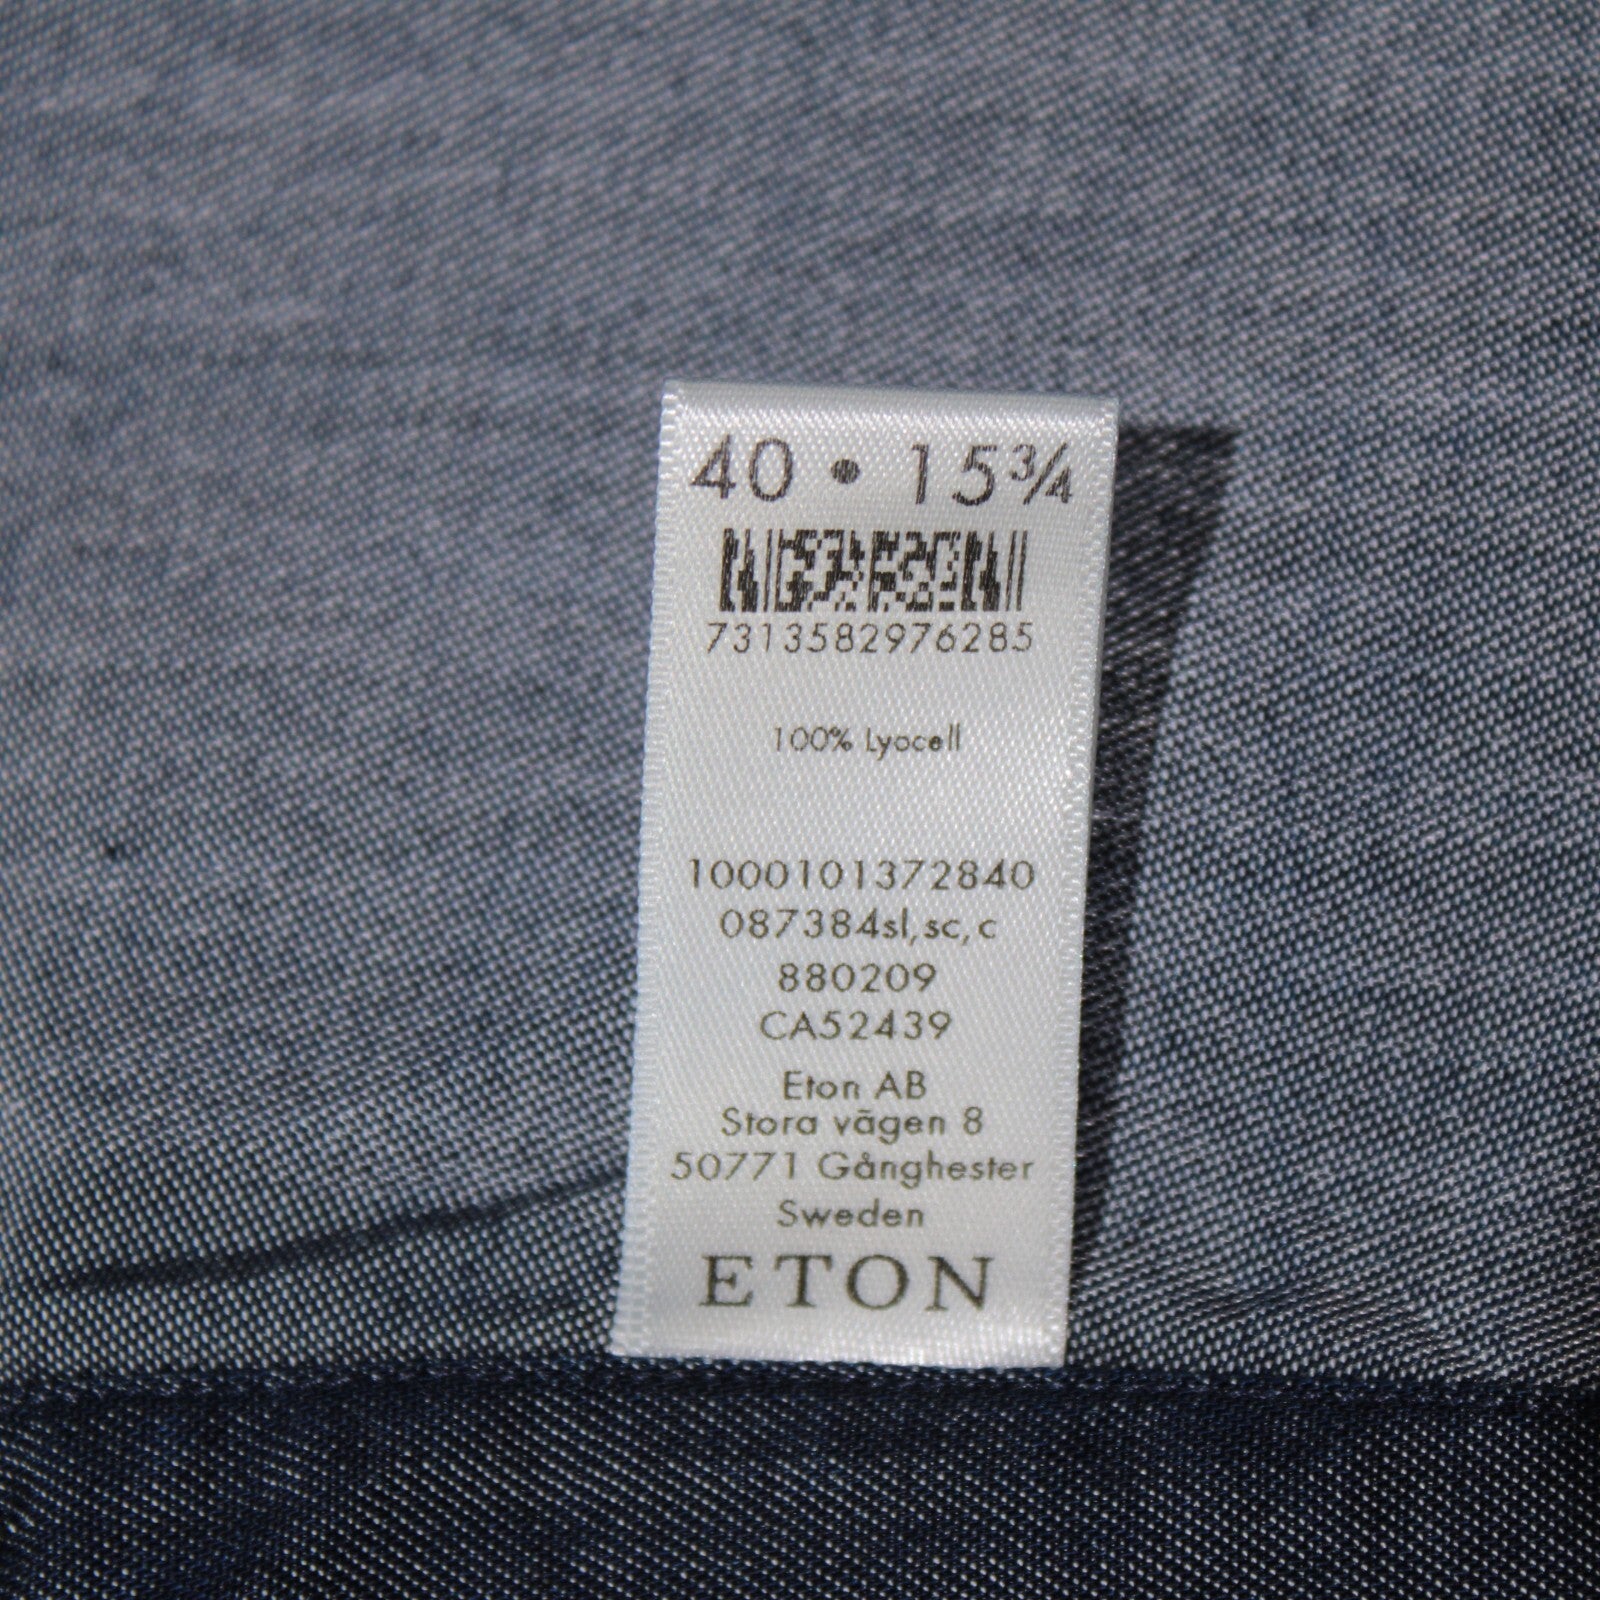 40 • 15¾
7313582976285
100% Lyocell
1000101372840
087384sl,sc,c
880209
CA52439
Eton AB
Stora vägen 8
50771 Gånghester
Sweden
ETON